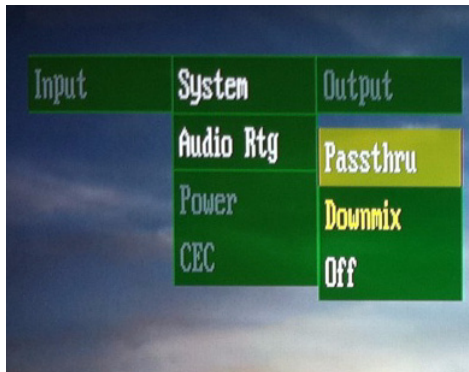 Input System Output
Audio Rtg Passthru
Power Downmix
CEC Off